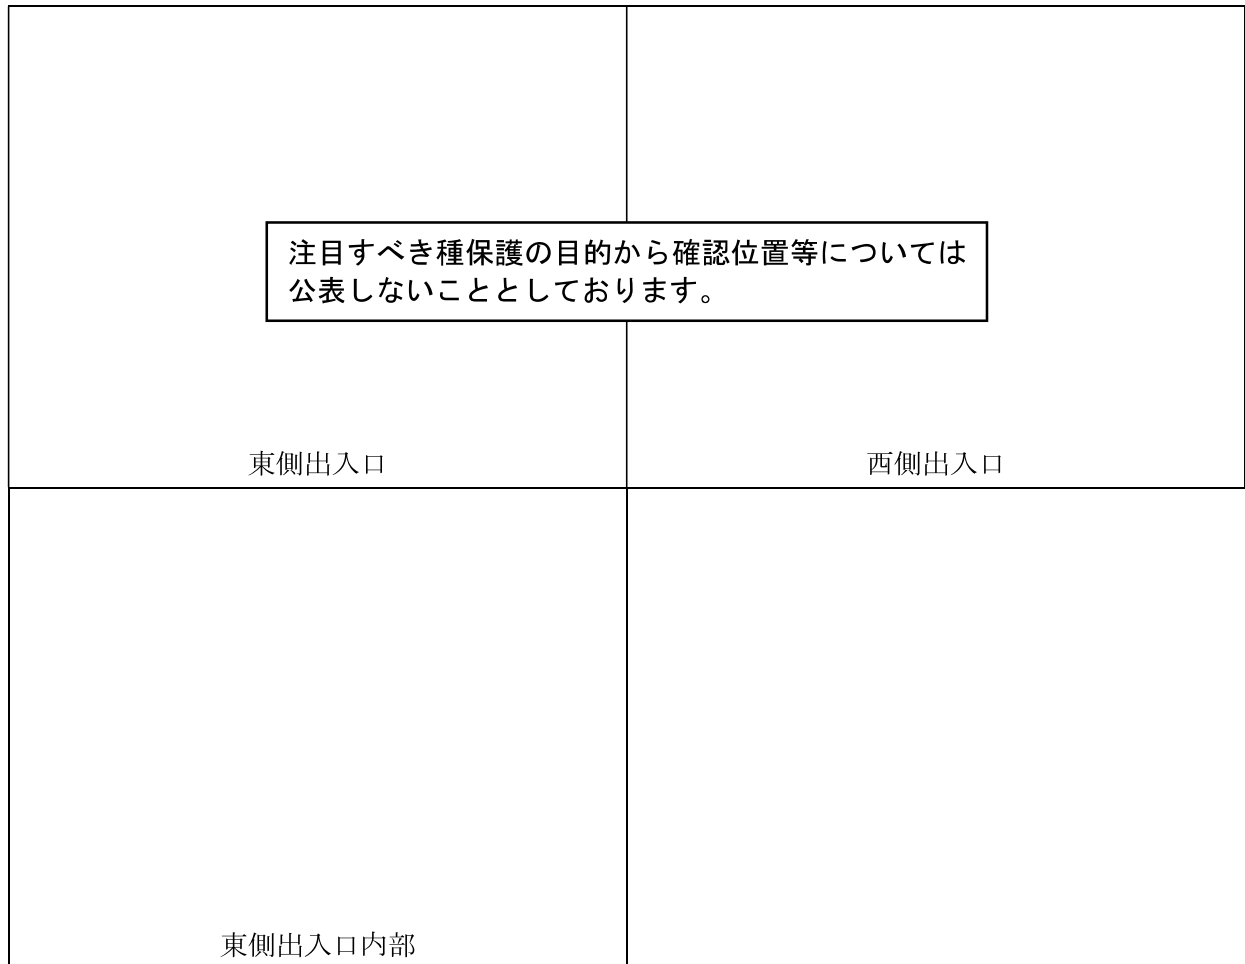 注目すべき種保護の目的から確認位置等については
公表しないこととしております。
東側出入口
西側出入口
東側出入口内部